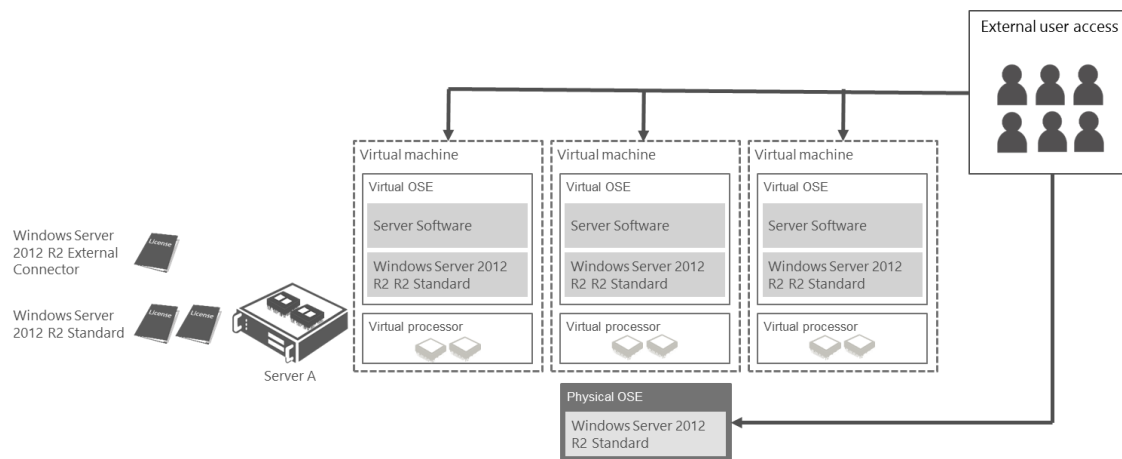 External user access
Virtual machine
Virtual OSE
Server Software
Windows Server 2012
R2 R2 Standard
Virtual processor
Virtual machine
Virtual OSE
Server Software
Windows Server 2012
R2 R2 Standard
Virtual processor
Virtual machine
Virtual OSE
Server Software
Windows Server 2012
R2 R2 Standard
Virtual processor
Windows Server
2012 R2 External
Connector
License
Windows Server
2012 R2 Standard
License
License
Server A
Physical OSE
Windows Server 2012
R2 Standard